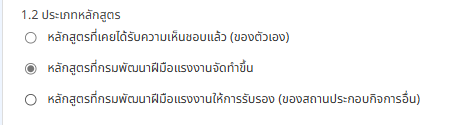 1.2 ประเภทหลักสูตร
หลักสูตรที่เคยได้รับความเห็นชอบแล้ว (ของตัวเอง)
หลักสูตรที่กรมพัฒนาฝีมือแรงงานจัดทำขึ้น
หลักสูตรที่กรมพัฒนาฝีมือแรงงานให้การรับรอง (ของสถานประกอบกิจการอื่น)